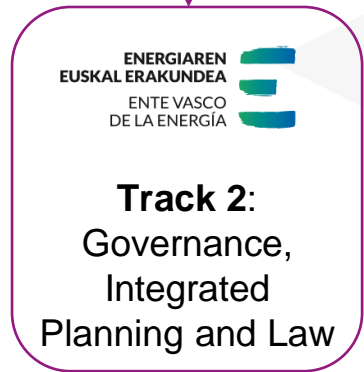 ENERGIAREN
EUSKAL ERAKUNDEA
ENTE VASCO
DE LA ENERGÍA
Track 2:
Governance,
Integrated
Planning and Law